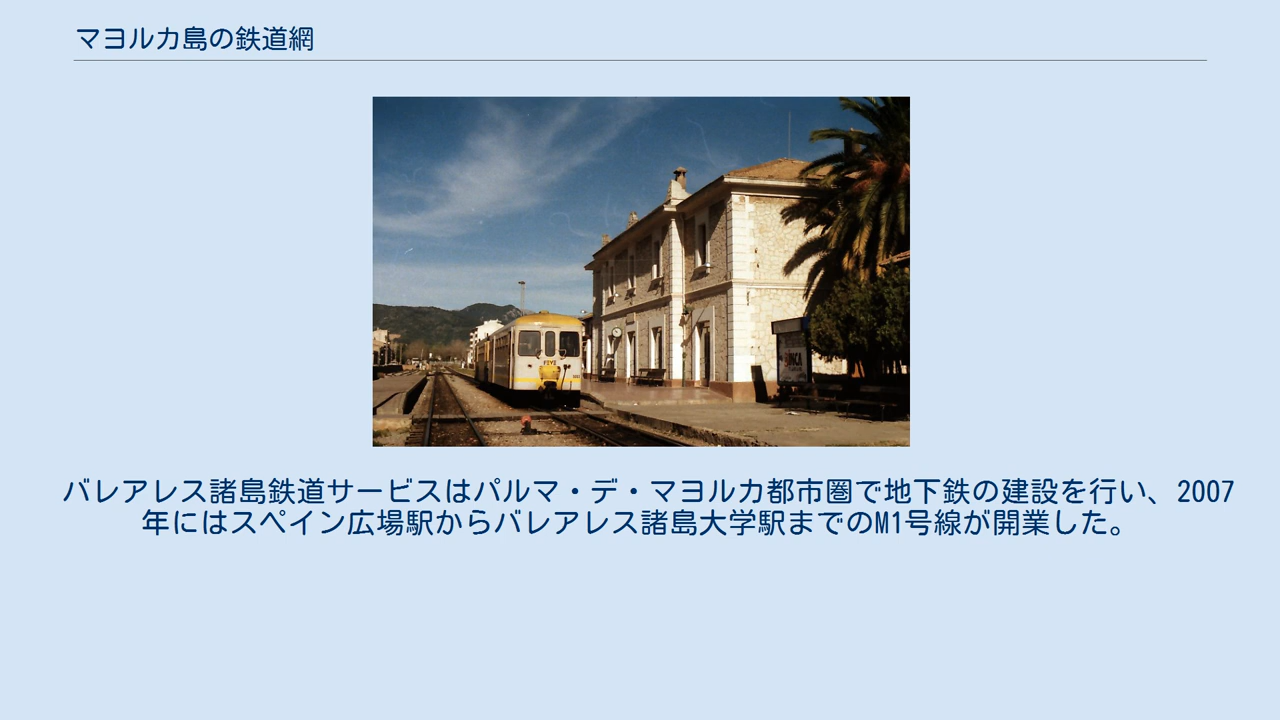 マヨルカ島の鉄道網
FEVE
INCA
バレアレス諸島鉄道サービスはパルマ・デ・マヨルカ都市圏で地下鉄の建設を行い、2007
年にはスペイン広場駅からバレアレス諸島大学駅までのM1号線が開業した。